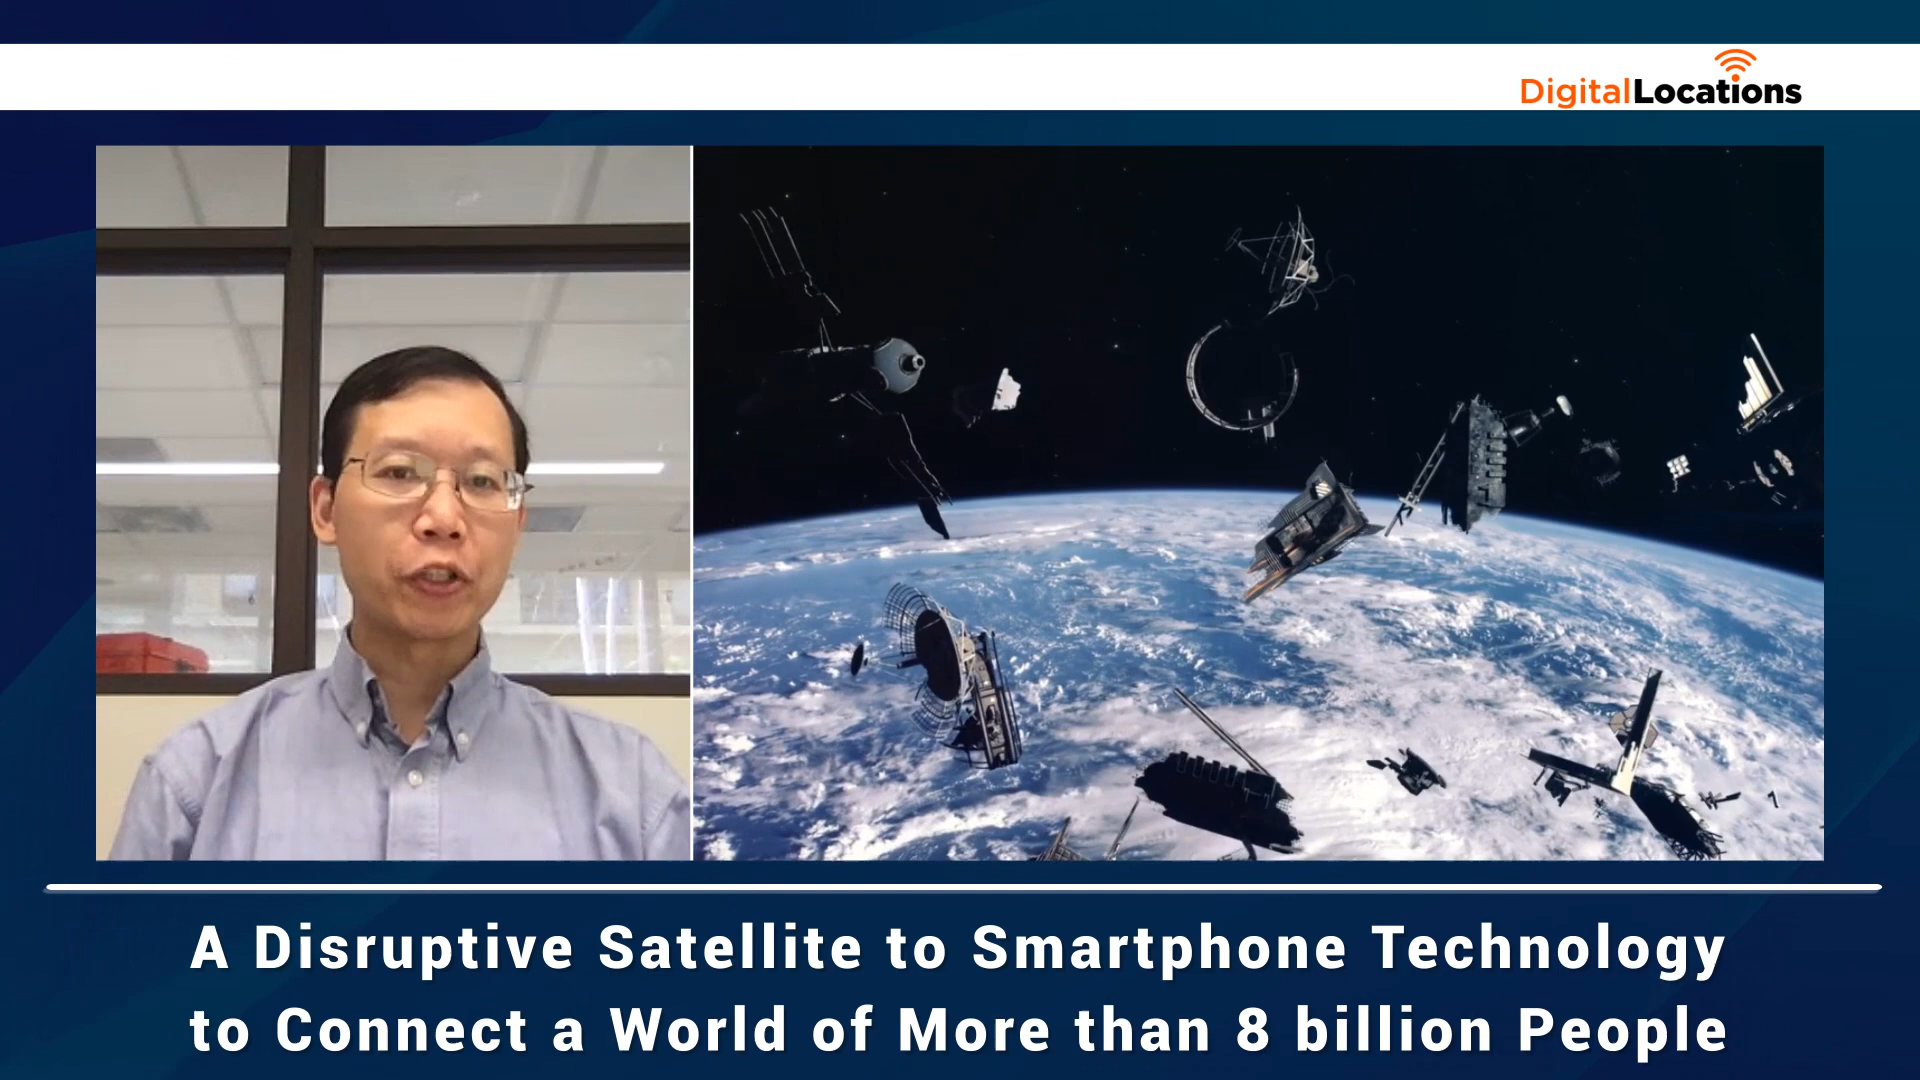 DigitalLocations
A Disruptive Satellite to Smartphone Technology
to Connect a World of More than 8 billion People